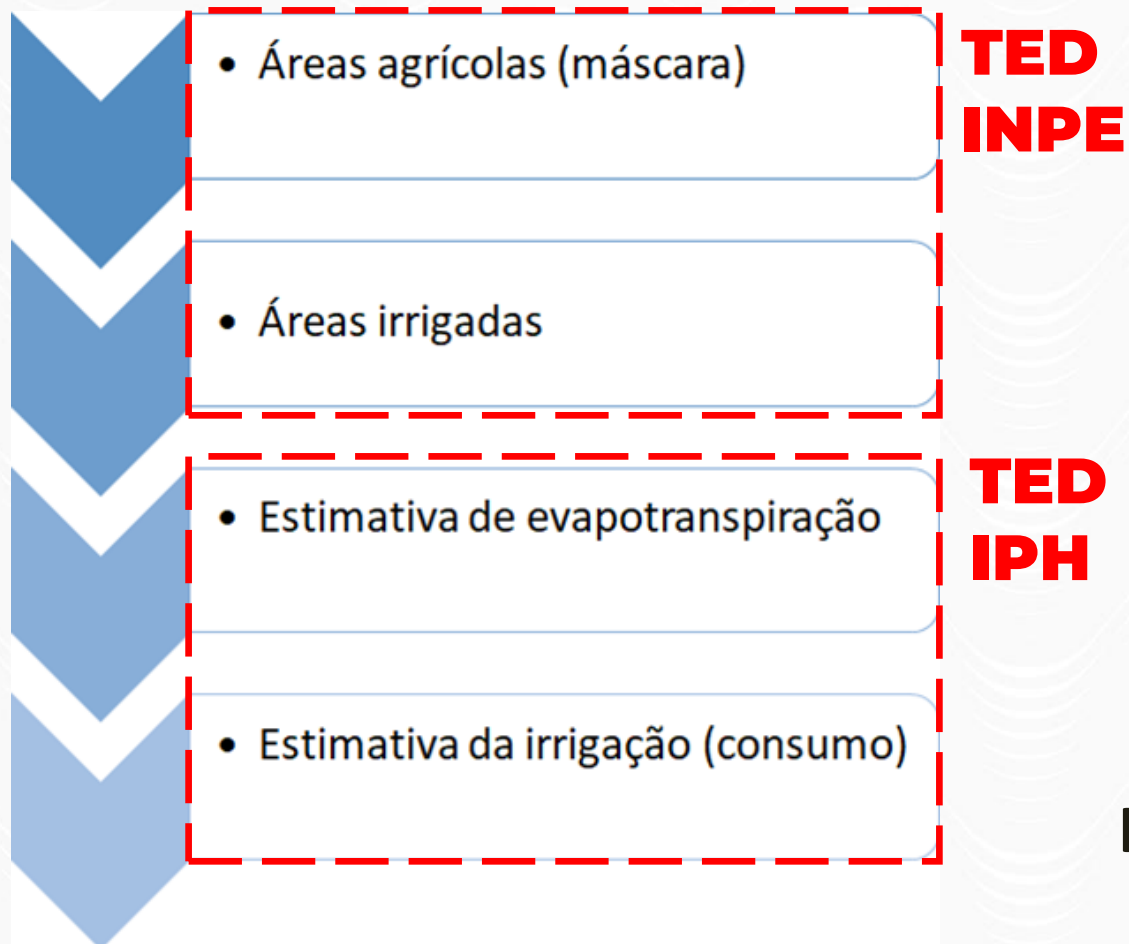 • Áreas agrícolas (máscara)
TED
INPE
• Áreas irrigadas
• Estimativa de evapotranspiração
TED
IPH
• Estimativa da irrigação (consumo)